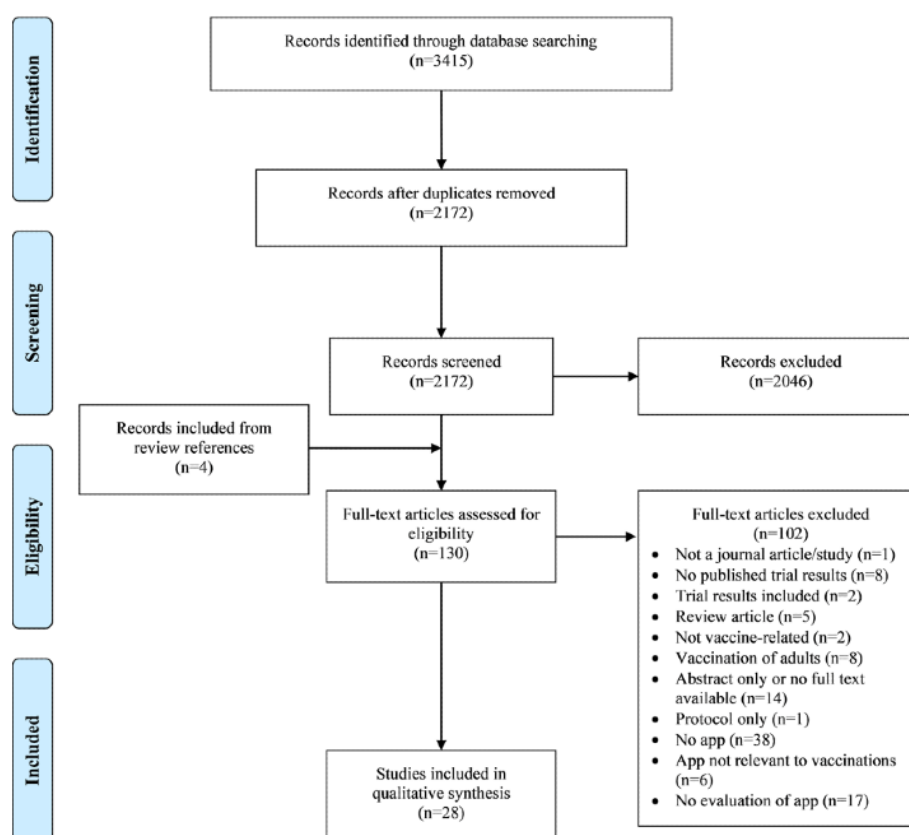 Identification
Records identified through database searching
(n=3415)
Records after duplicates removed
(n=2172)
Screening
Records screened
(n=2172)
Records excluded
(n=2046)
Records included from
review references
(n=4)
Eligibility
Full-text articles assessed for
eligibility
(n=130)
Full-text articles excluded
(n=102)
• Not a journal article/study (n=1)
• No published trial results (n=8)
• Trial results included (n=2)
• Review article (n=5)
• Not vaccine-related (n=2)
• Vaccination of adults (n=8)
• Abstract only or no full text
available (n=14)
• Protocol only (n=1)
• No app (n=38)
• App not relevant to vaccinations
(n=6)
• No evaluation of app (n=17)
Included
Studies included in
qualitative synthesis
(n=28)